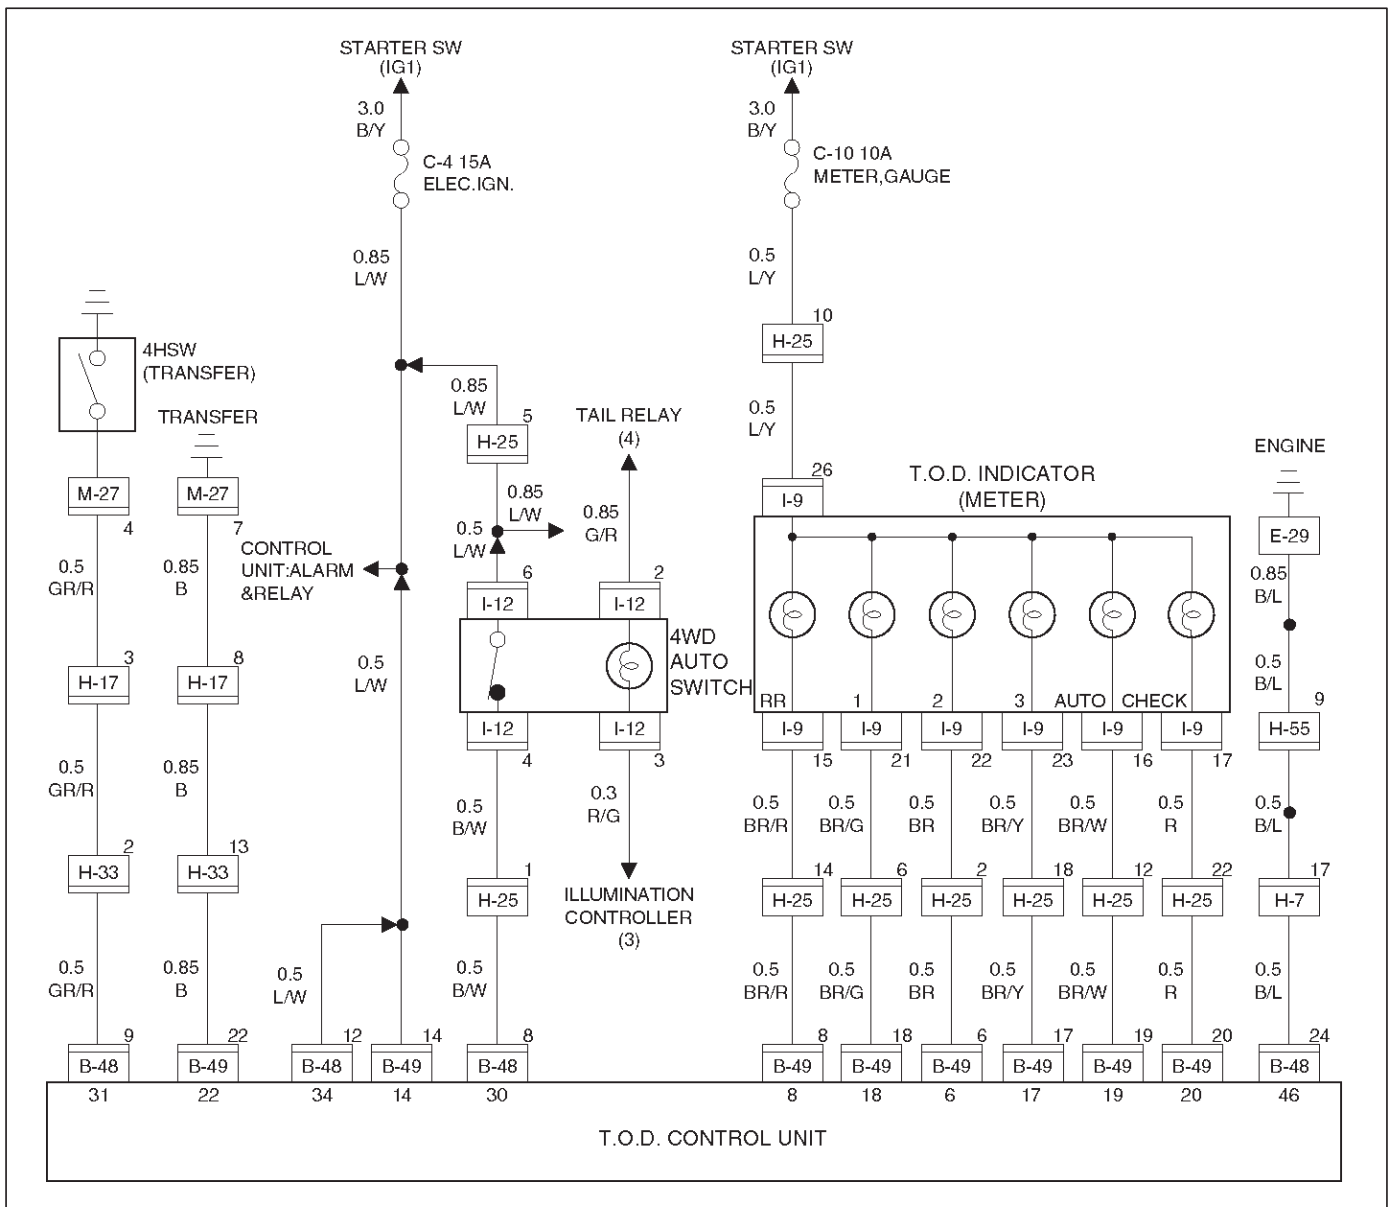 STARTER SW
(IG1)
STARTER SW
(IG1)
3.0
B/Y
3.0
B/Y
C-4 15A
ELEC.IGN.
C-10 10A
METER,GAUGE
0.85
L/W
0.5
L/Y
10
H-25
4HSW
(TRANSFER)
0.85
L/W
5
H-25
TAIL RELAY
(4)
0.5
L/Y
TRANSFER
ENGINE
26
I-9
T.O.D. INDICATOR
(METER)
M-27
4
M-27
7
0.85
L/W
0.85
G/R
0.5
L/W
E-29
CONTROL
UNIT:ALARM
&RELAY
0.5
GR/R
0.85
B
0.85
B/L
6
I-12
2
I-12
4WD
AUTO
SWITCH
3
H-17
8
H-17
0.5
L/W
0.5
B/L
RR
1
2
3
AUTO
CHECK
I-12
4
I-12
3
I-9
15
I-9
21
I-9
22
I-9
23
I-9
16
I-9
17
9
H-55
0.5
GR/R
0.85
B
0.5
B/W
0.3
R/G
0.5
BR/R
0.5
BR/G
0.5
BR
0.5
BR/Y
0.5
BR/W
0.5
R
0.5
B/L
2
H-33
13
H-33
1
H-25
ILLUMINATION
CONTROLLER
(3)
14
H-25
6
H-25
2
H-25
18
H-25
12
H-25
22
H-25
17
H-7
0.5
GR/R
0.85
B
0.5
L/W
0.5
B/W
0.5
BR/R
0.5
BR/G
0.5
BR
0.5
BR/Y
0.5
BR/W
0.5
R
0.5
B/L
9
B-48
31
22
B-49
22
12
B-48
34
14
B-49
14
8
B-48
30
8
B-49
8
18
B-49
18
6
B-49
6
17
B-49
17
19
B-49
19
20
B-49
20
24
B-48
46
T.O.D. CONTROL UNIT